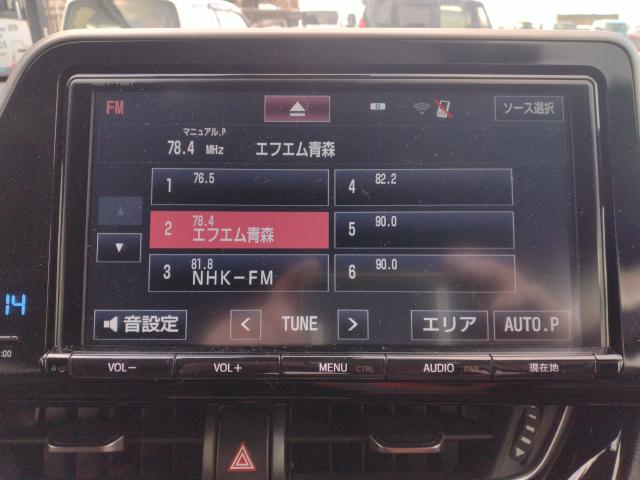 FM
ソース選択
マニュアル.P
78.4 MHz エフエム青森
1 76.5
4 82.2
2 78.4 エフエム青森
5 90.0
3 81.8 NHK-FM
6 90.0
14
:00
音設定
< TUNE >
エリア
AUTO.P
VOL-
VOL+
MENU CTRL
AUDIO PWR
現在地